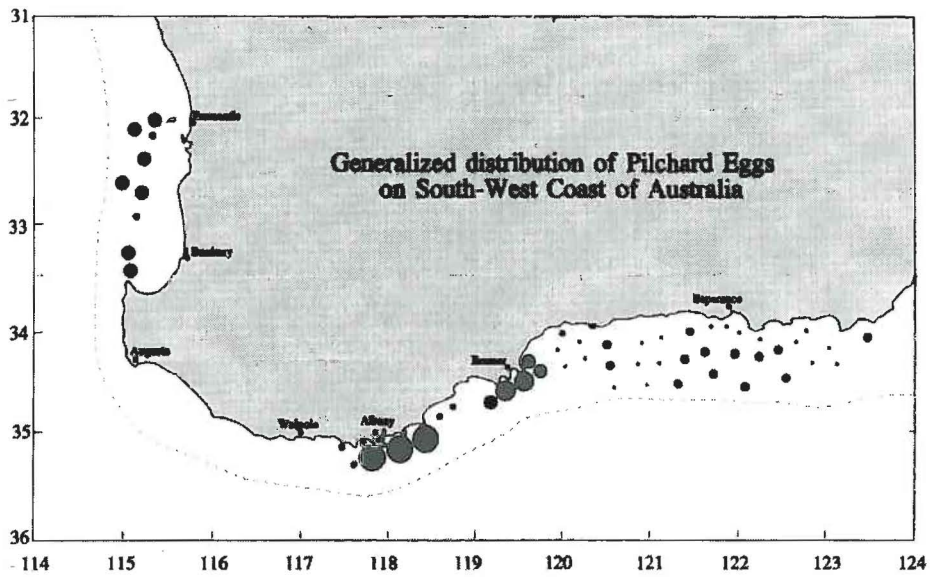 31
32
33
34
35
36
114 115 116 117 118 119 120 121 122 123 124
Generalized distribution of Pilchard Eggs
on South-West Coast of Australia
Fremantle
Bunbury
Augusta
Walpole
Albany
Bremer
Esperance